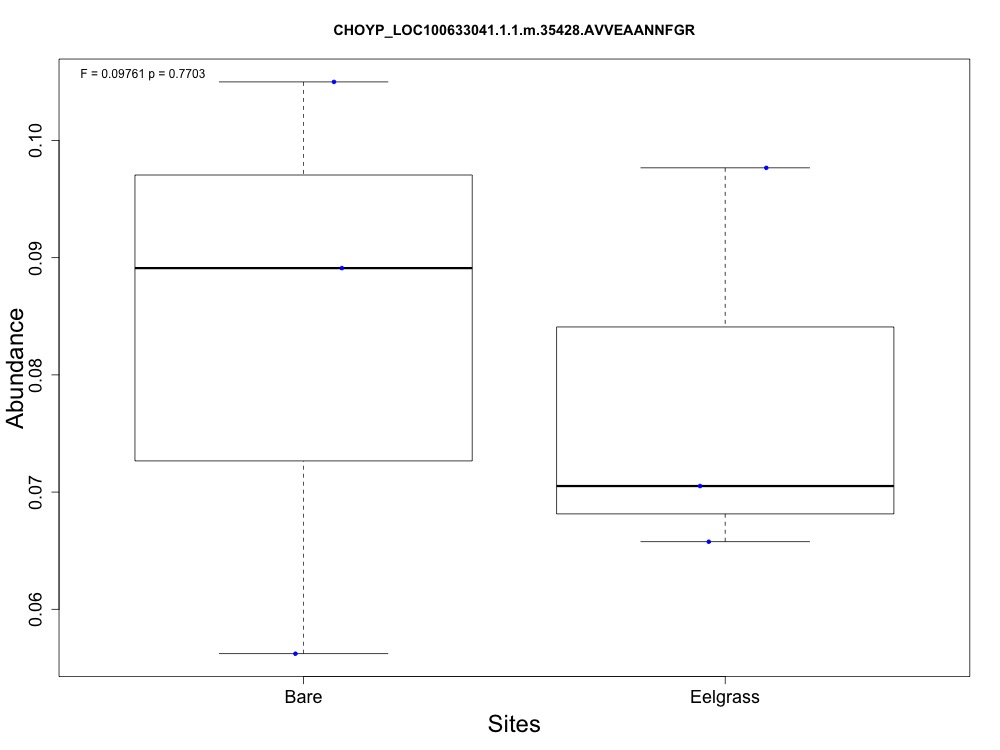 CHOYP_LOC100633041.1.1.m.35428.AVVEAANNFGR
F = 0.09761 p = 0.7703
0.10
0.09
0.08
0.07
0.06
Abundance
Bare
Eelgrass
Sites